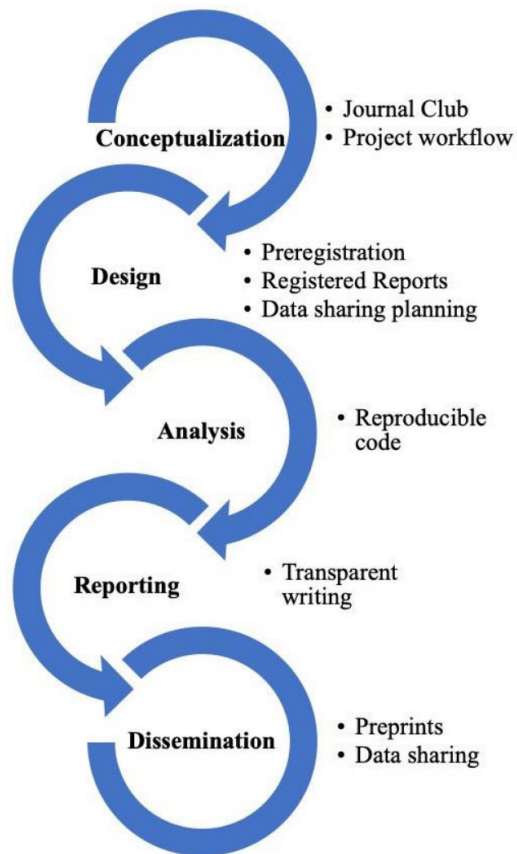 • Journal Club
Conceptualization
• Project workflow
Design
• Preregistration
• Registered Reports
• Data sharing planning
Analysis
• Reproducible
code
Reporting
• Transparent
writing
Dissemination
• Preprints
• Data sharing